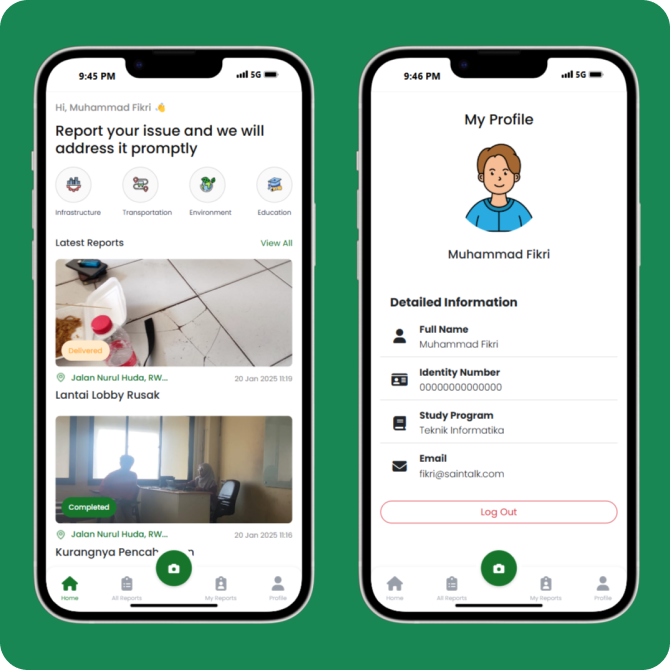 9:45 PM
5G
Hi, Muhammad Fikri 👋
Report your issue and we will
address it promptly
Infrastructure
Transportation
Environment
Education
Latest Reports
View All
Delivered
Jalan Nurul Huda, RW...
20 Jan 2025 11:19
Lantai Lobby Rusak
Completed
Jalan Nurul Huda, RW...
20 Jan 2025 11:16
Kurangnya
Home
All Reports
My Reports
Profile
9:46 PM
5G
My Profile
Muhammad Fikri
Detailed Information
Full Name
Muhammad Fikri
Identity Number
00000000000000
Study Program
Teknik Informatika
Email
fikri@saintalk.com
Log Out
Home
All Reports
My Reports
Profile